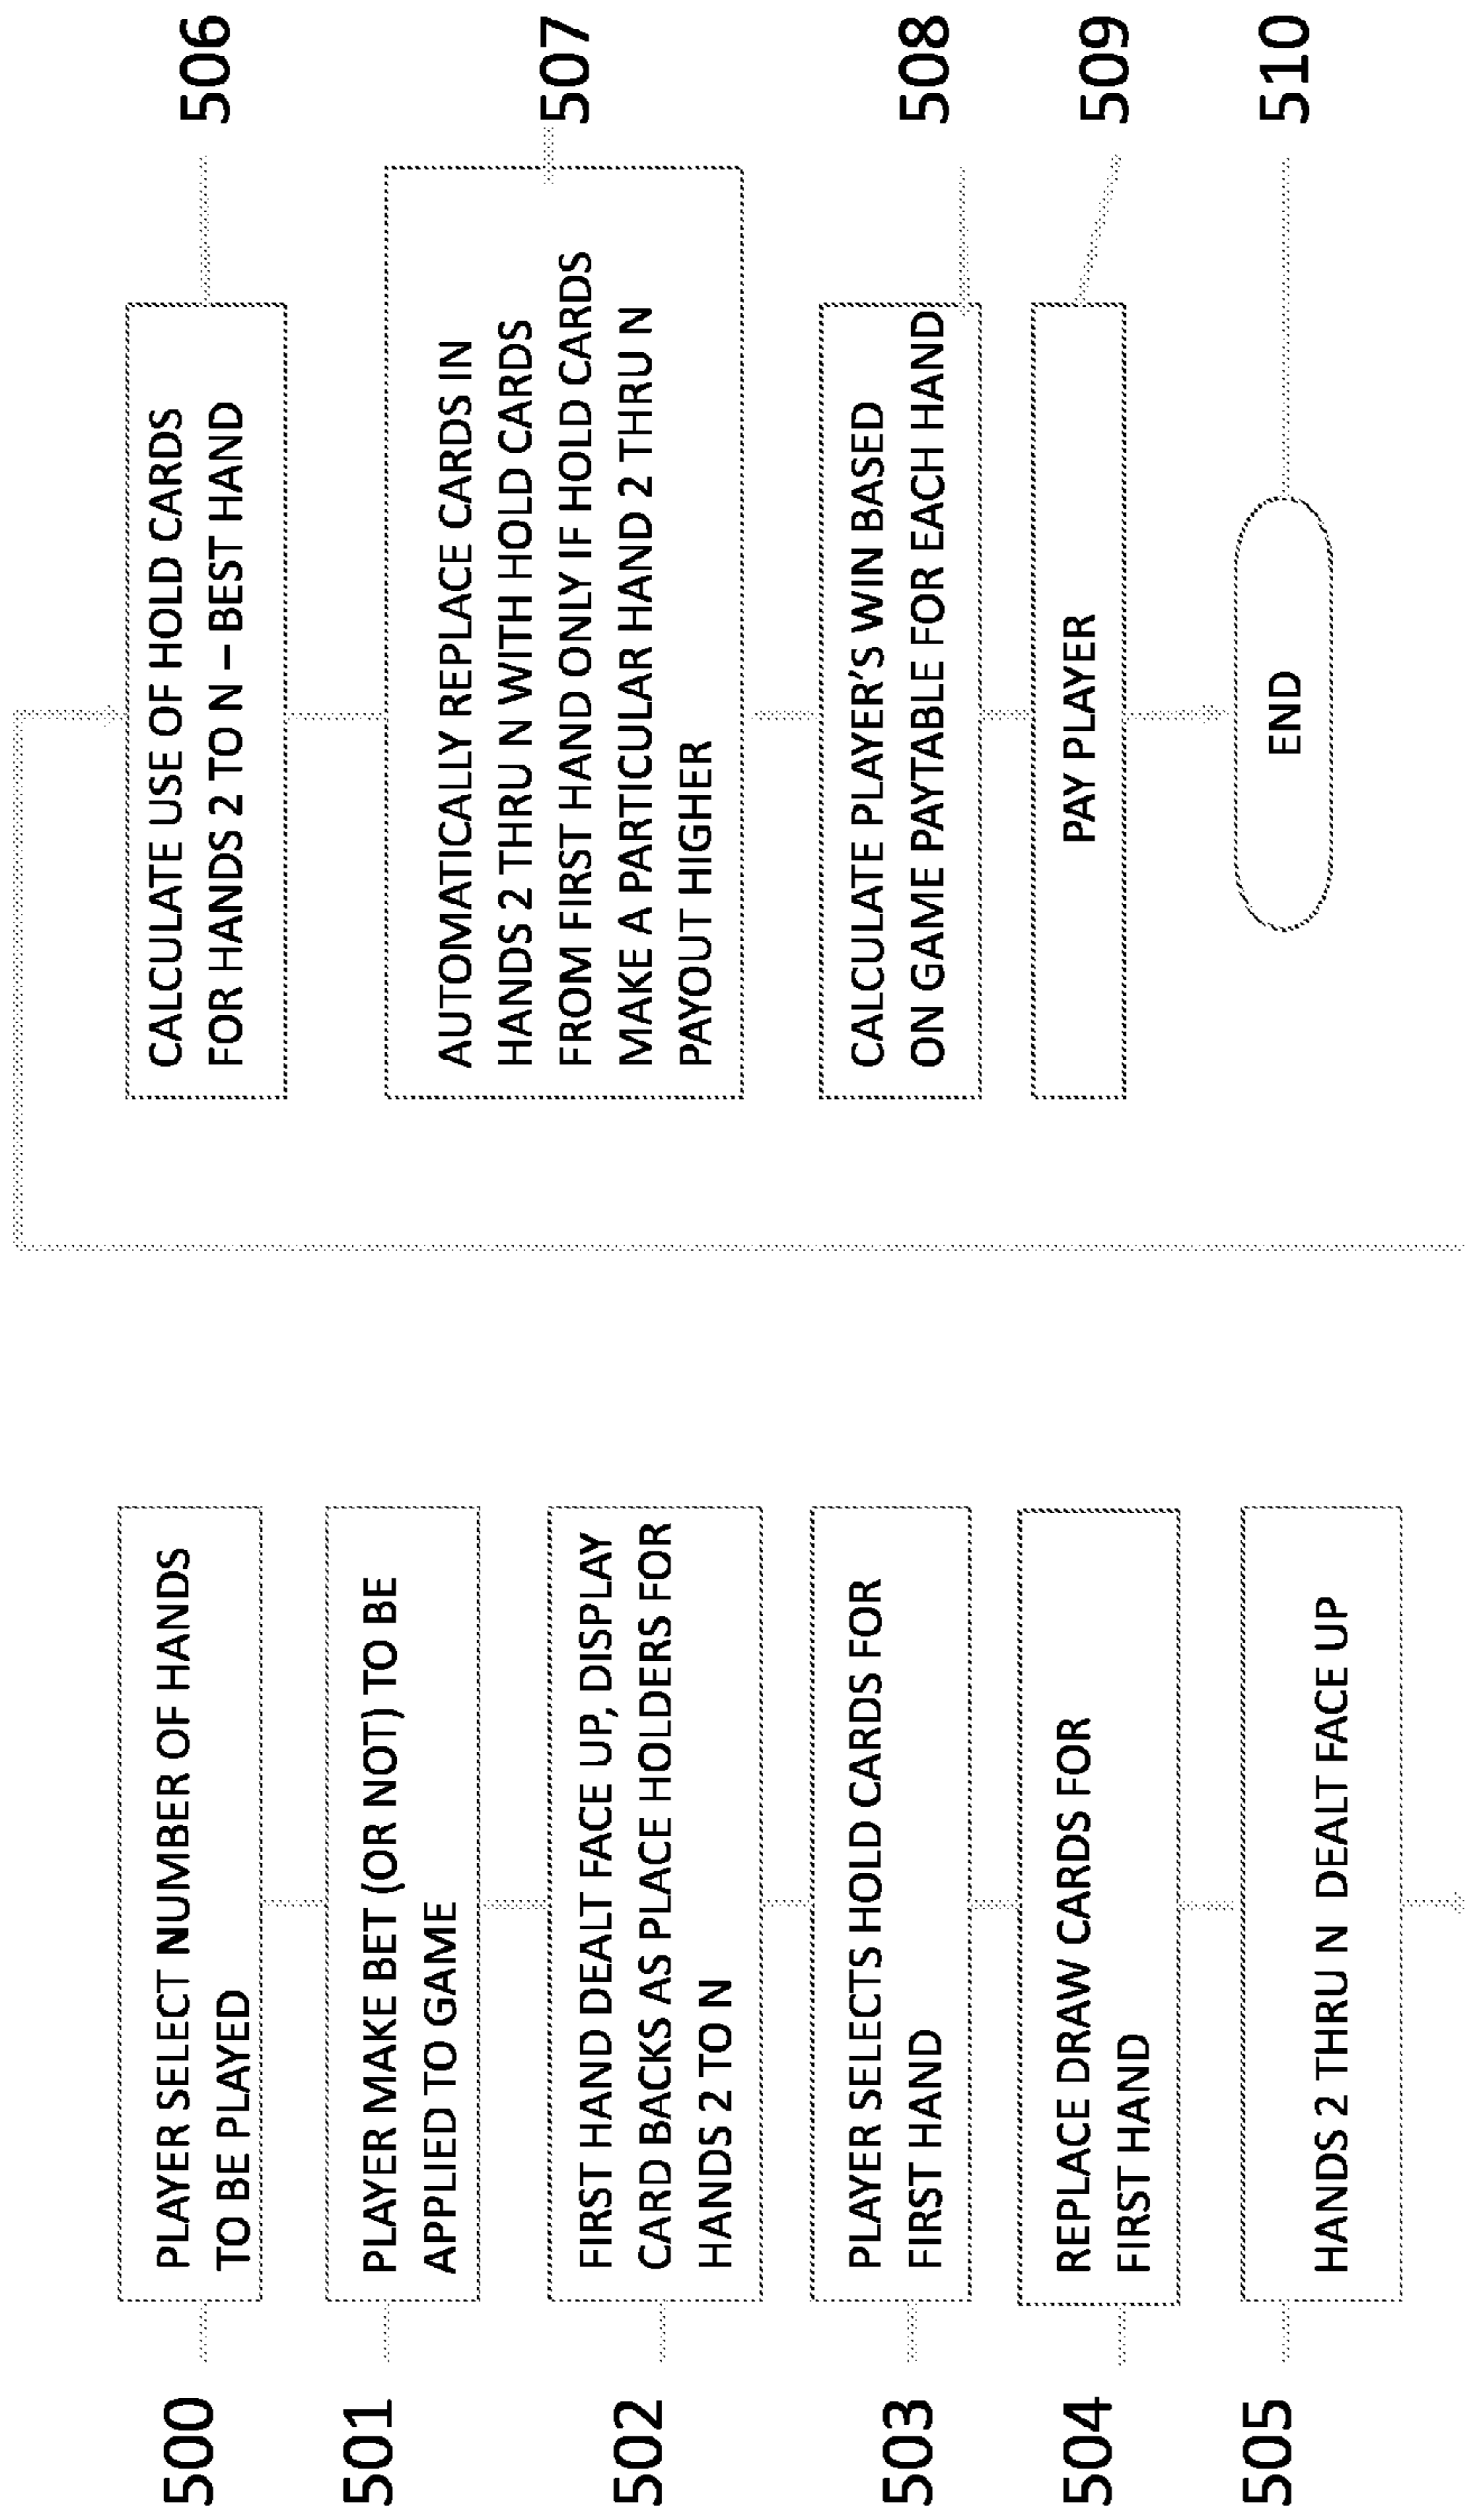 500
PLAYER SELECT NUMBER OF HANDS
TO BE PLAYED
501
PLAYER MAKE BET (OR NOT) TO BE
APPLIED TO GAME
502
FIRST HAND DEALT FACE UP, DISPLAY
CARD BACKS AS PLACE HOLDERS FOR
HANDS 2 TO N
503
PLAYER SELECTS HOLD CARDS FOR
FIRST HAND
504
REPLACE DRAW CARDS FOR
FIRST HAND
505
HANDS 2 THRU N DEALT FACE UP
CALCULATE USE OF HOLD CARDS
FOR HANDS 2 TO N – BEST HAND
506
AUTOMATICALLY REPLACE CARDS IN
HANDS 2 THRU N WITH HOLD CARDS
FROM FIRST HAND ONLY IF HOLD CARDS
MAKE A PARTICULAR HAND 2 THRU N
PAYOUT HIGHER
507
CALCULATE PLAYER'S WIN BASED
ON GAME PAYTABLE FOR EACH HAND
508
PAY PLAYER
509
END
510